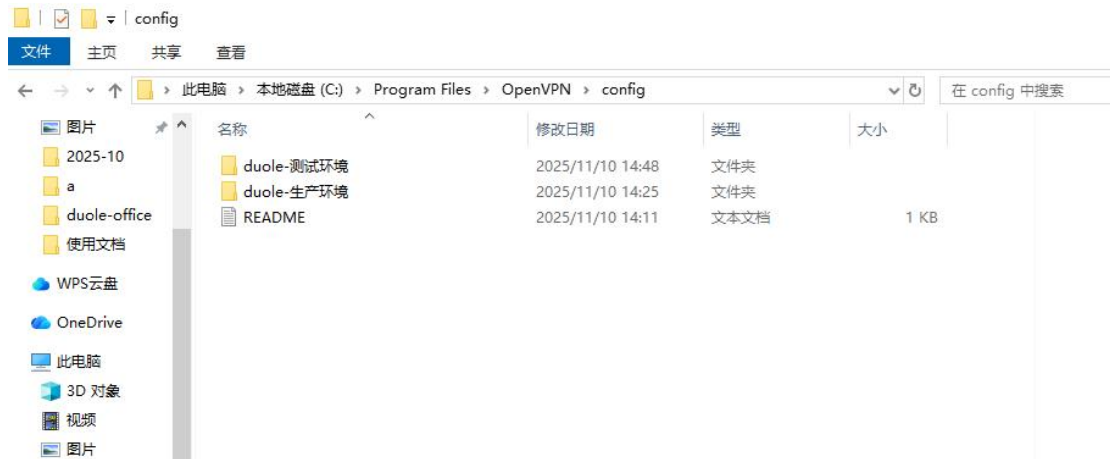 config
文件 主页 共享 查看
此电脑 > 本地磁盘 (C:) > Program Files > OpenVPN > config 在 config 中搜索
名称 修改日期 类型 大小
图片
2025-10
a
duole-office
使用文档
WPS云盘
OneDrive
此电脑
3D 对象
视频
图片
duole-测试环境 2025/11/10 14:48 文件夹
duole-生产环境 2025/11/10 14:25 文件夹
README 2025/11/10 14:11 文本文档 1 KB